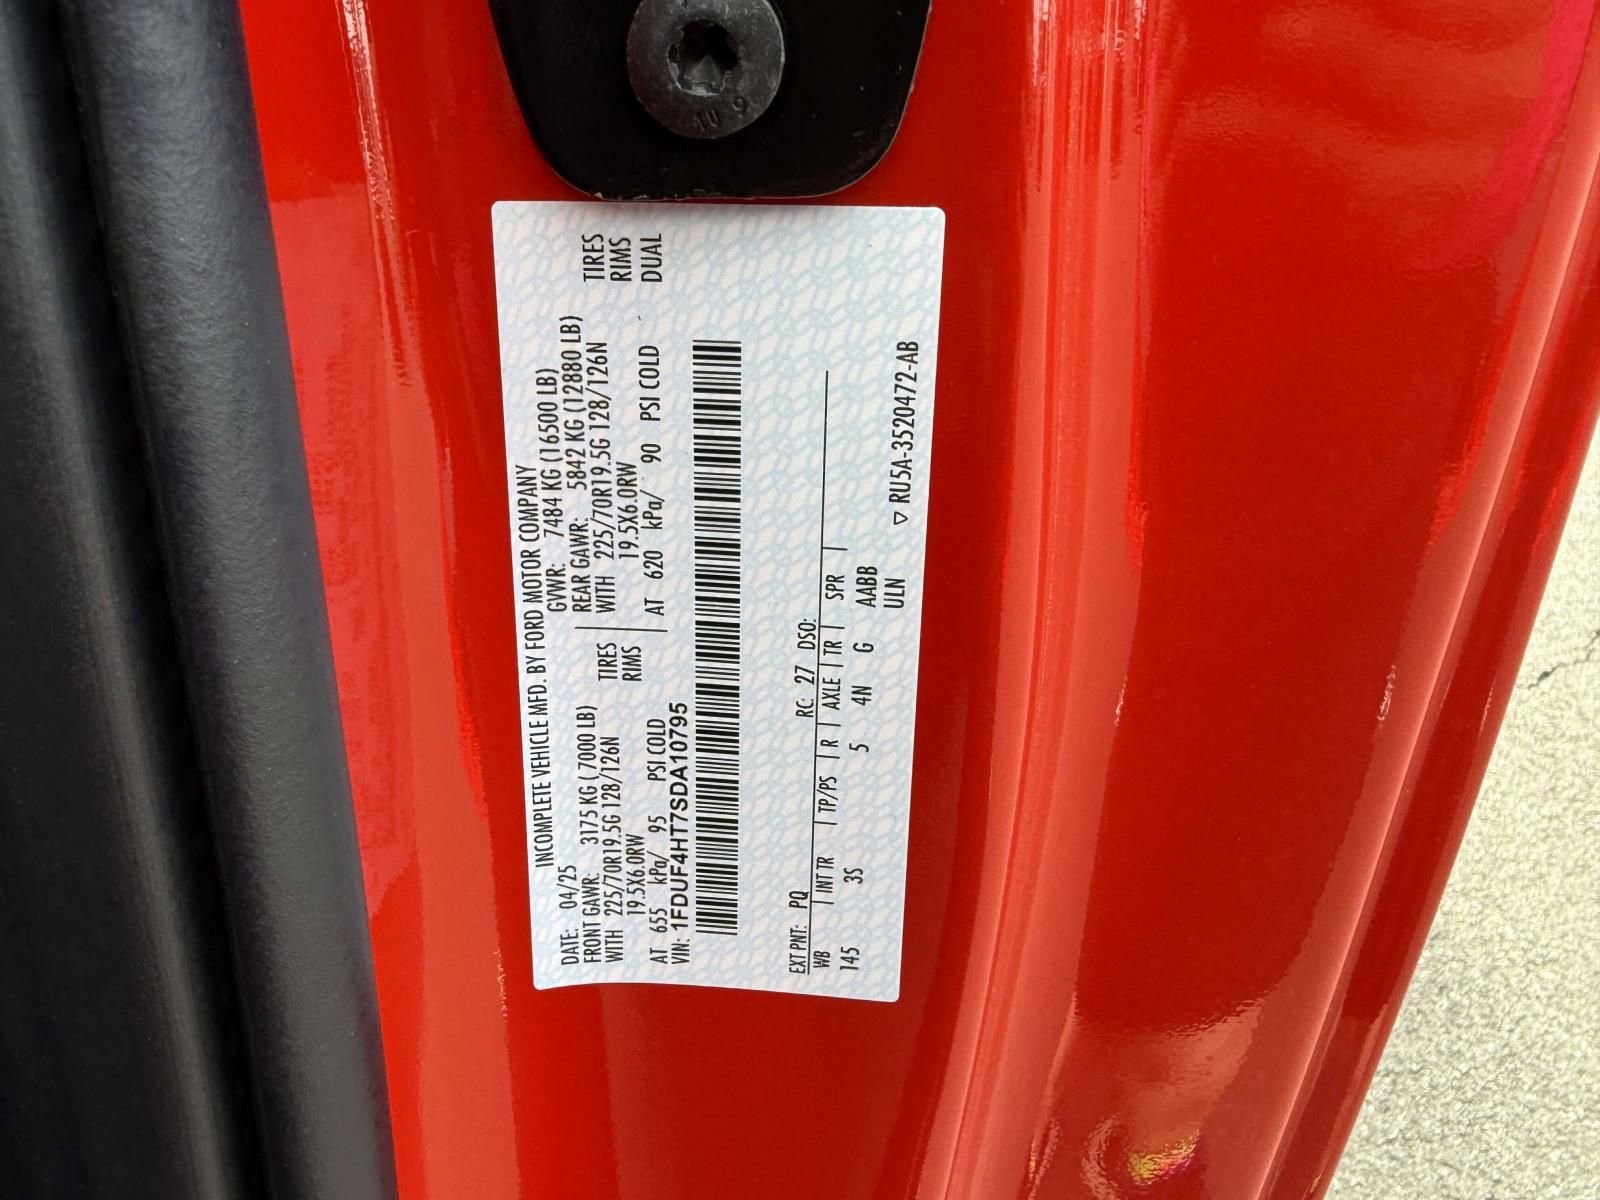 INCOMPLETE VEHICLE MFD. BY FORD MOTOR COMPANY
DATE: 04/25 GVWR: 7484 KG (16500 LB)
FRONT GAWR: 3175 KG (7000 LB) REAR GAWR: 5842 KG (12880 LB)
WITH 225/70R19.5G 128/126N TIRES WITH 225/70R19.5G 128/126N TIRES
19.5X6.0RW RIMS 19.5X6.0RW RIMS
AT 655 kPa/ 95 PSI COLD AT 620 kPa/ 90 PSI COLD DUAL
VIN: 1FDUF4HT7SDA10795
EXT PNT: PQ RC: 27 DSO:
WB INT TR TP/PS R AXLE TR SPR
145 3S 5 4N G AABB
ULN
▽ RU5A-3520472-AB